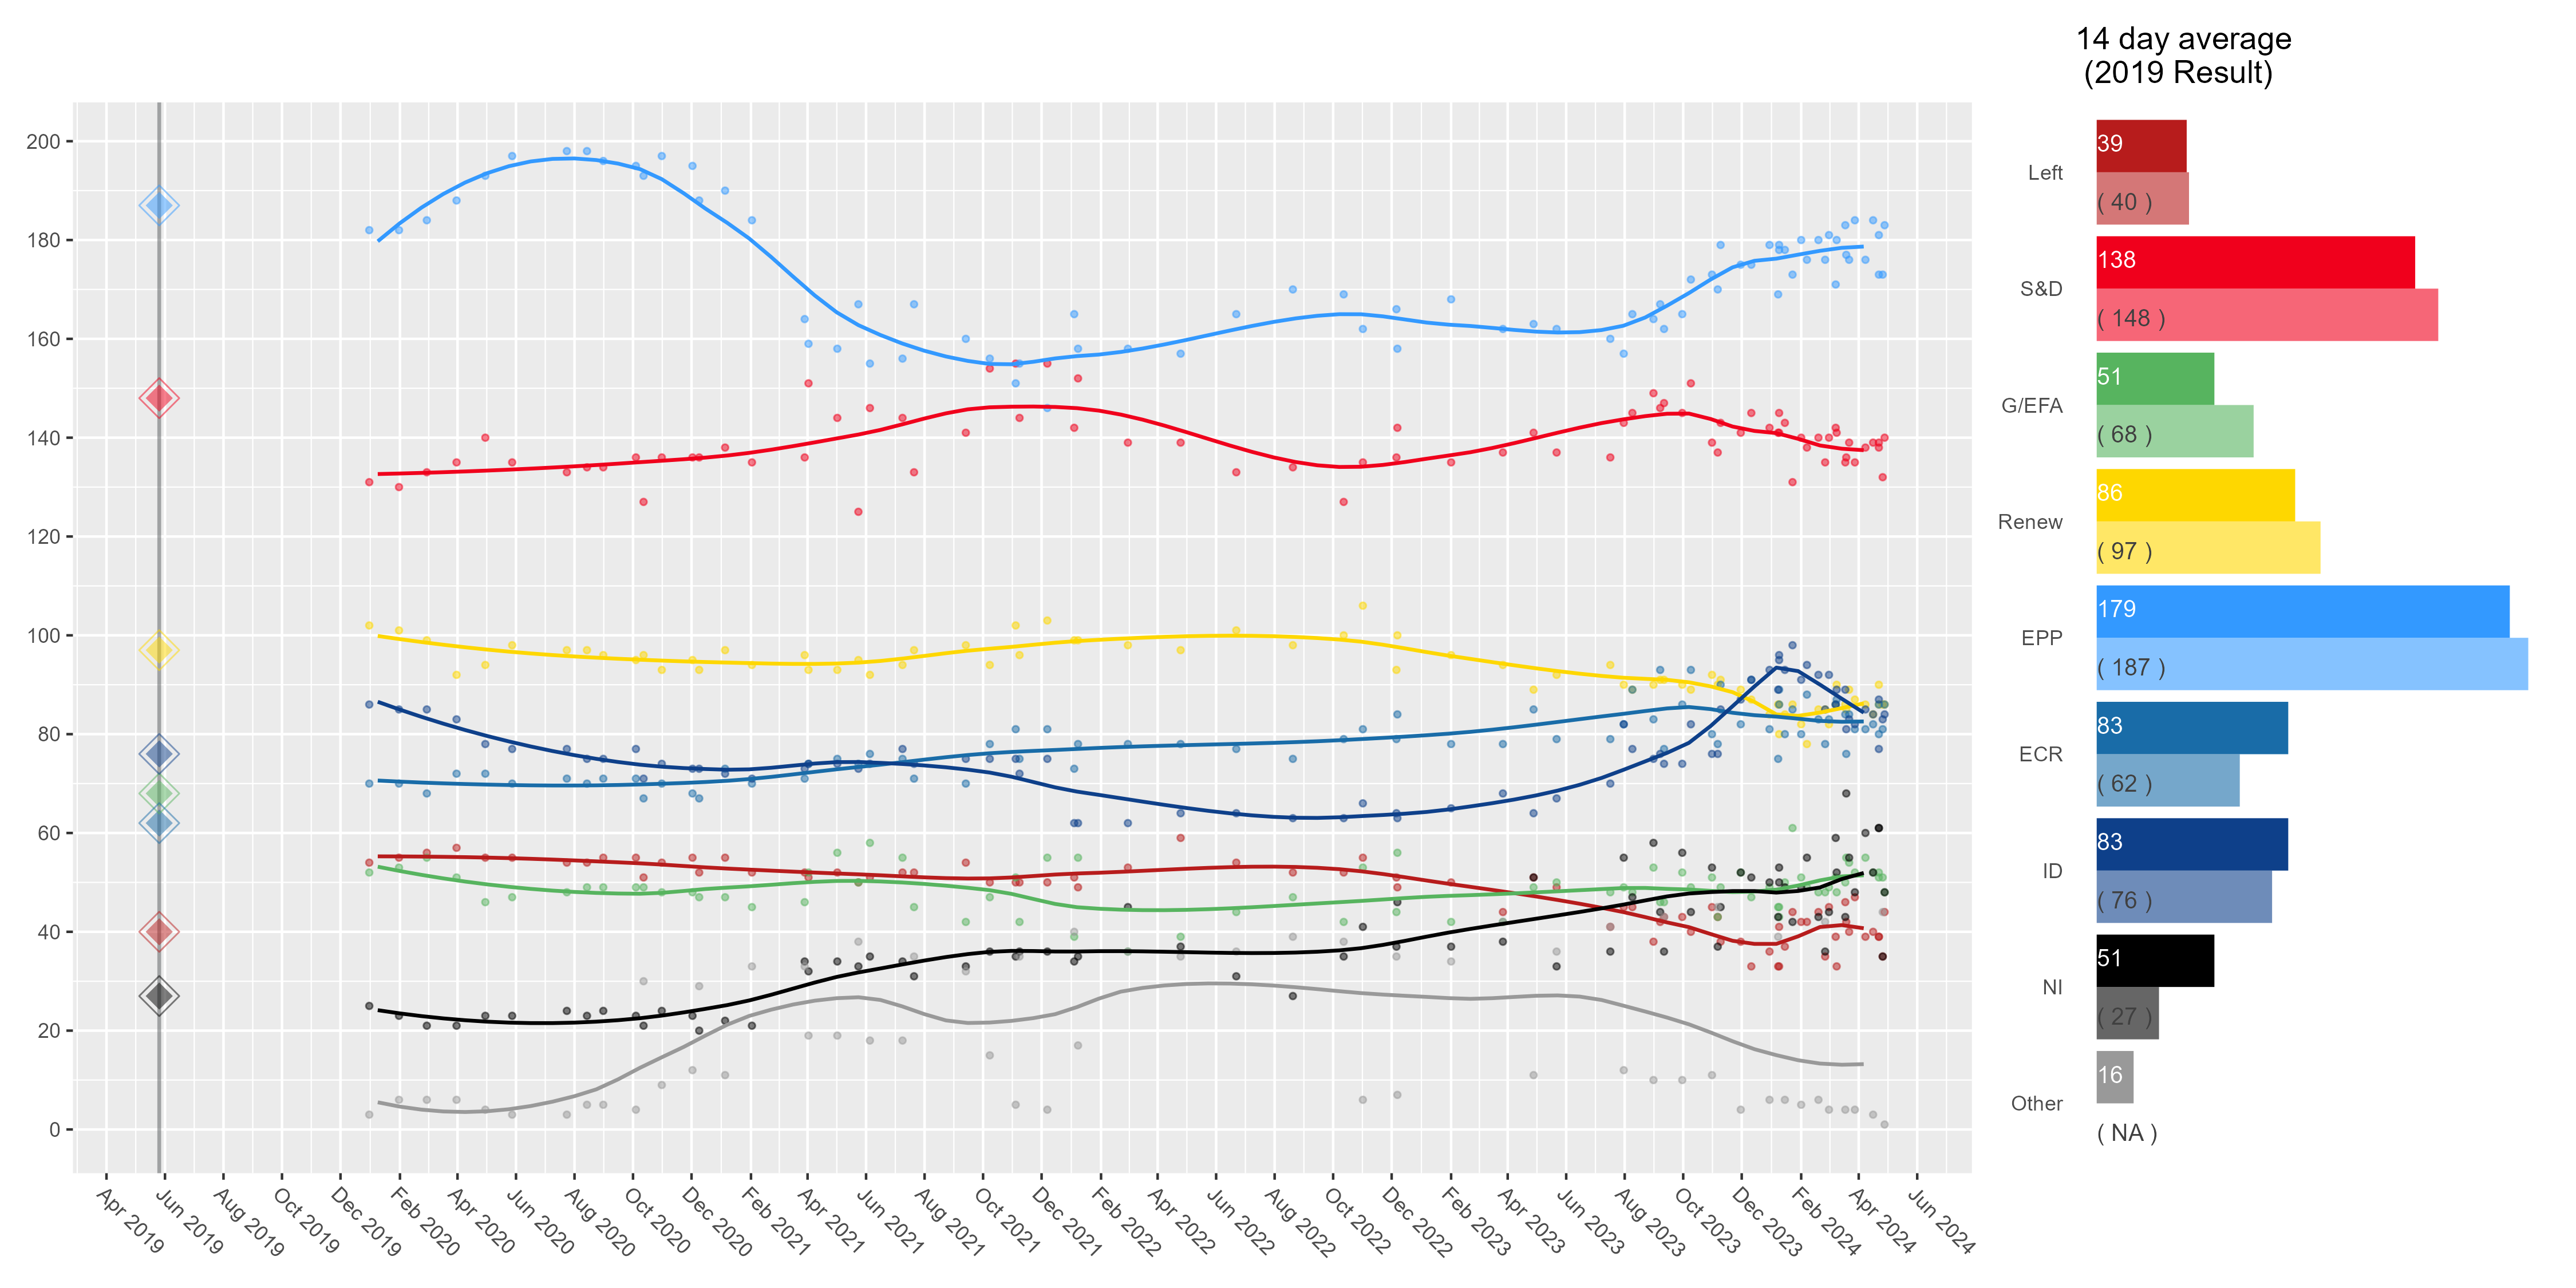 14 day average
(2019 Result)
200
180
160
140
120
100
80
60
40
20
0
Apr 2019
Jun 2019
Aug 2019
Oct 2019
Dec 2019
Feb 2020
Apr 2020
Jun 2020
Aug 2020
Oct 2020
Dec 2020
Feb 2021
Apr 2021
Jun 2021
Aug 2021
Oct 2021
Dec 2021
Feb 2022
Apr 2022
Jun 2022
Aug 2022
Oct 2022
Dec 2022
Feb 2023
Apr 2023
Jun 2023
Aug 2023
Oct 2023
Dec 2023
Feb 2024
Apr 2024
Jun 2024
Left
39
( 40 )
S&D
138
( 148 )
G/EFA
51
( 68 )
Renew
86
( 97 )
EPP
179
( 187 )
ECR
83
( 62 )
ID
83
( 76 )
NI
51
( 27 )
Other
16
( NA )